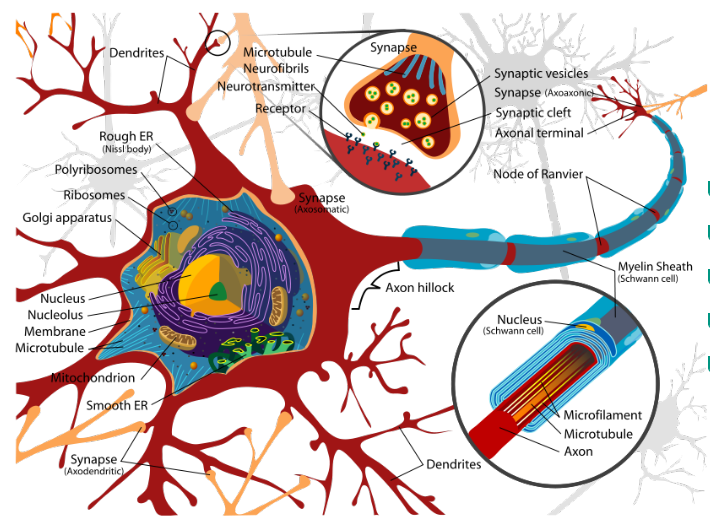 Dendrites
Microtubule
Neurofibrils
Neurotransmitter
Receptor
Synapse
Synaptic vesicles
Synapse (Axoaxonic)
Synaptic cleft
Axonal terminal
Rough ER
(Nissl body)
Polyribosomes
Ribosomes
Golgi apparatus
Synapse
(Axosomatic)
Node of Ranvier
Myelin Sheath
(Schwann cell)
Axon hillock
Nucleus
Nucleolus
Membrane
Microtubule
Mitochondrion
Smooth ER
Nucleus
(Schwann cell)
Microfilament
Microtubule
Axon
Synapse
(Axodendritic)
Dendrites